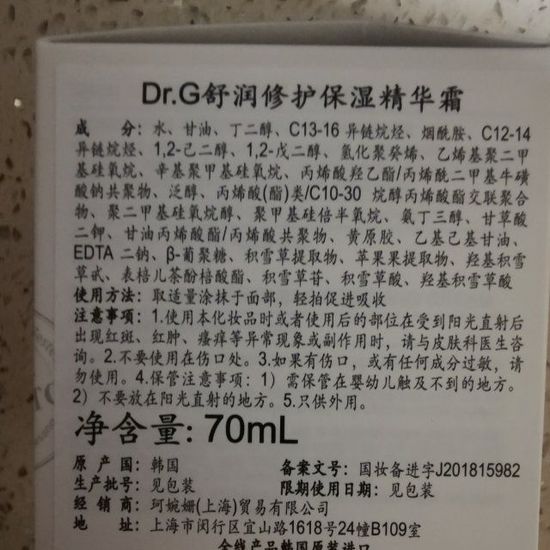 Dr.G舒润修护保湿精华霜
成 分: 水、甘油、丁二醇、C13-16 异链烷烃、烟酰胺、C12-14
异链烷烃、1,2-己二醇、1,2-戊二醇、氢化聚癸烯、乙烯基聚二甲
基硅氧烷、辛基聚甲基硅氧烷、丙烯酸羟乙酯/丙烯酰二甲基牛磺
酸钠共聚物、泛醇、丙烯酸(酯)类/C10-30 烷醇丙烯酸酯交联聚合
物、聚二甲基硅氧烷醇、聚甲基硅倍半氧烷、氨丁三醇、甘草酸
二钾、甘油丙烯酸酯/丙烯酸共聚物、黄原胶、乙基己基甘油、
EDTA 二钠、β-葡聚糖、积雪草提取物、苹果果提取物、羟基积雪
草甙、表棓儿茶酚棓酸酯、积雪草苷、积雪草酸、羟基积雪草酸
使用方法: 取适量涂抹于面部，轻拍促进吸收
注意事项: 1.使用本化妆品时或者使用后的部位在受到阳光直射后
出现红斑、红肿、瘙痒等异常现象或副作用时，请与皮肤科医生咨
询。2.不要使用在伤口处。3.如果有伤口，或有任何成分过敏，请
勿使用。4.保管注意事项: 1）需保管在婴幼儿触及不到的地方。
2）不要放在阳光直射的地方。5.只供外用。
净含量: 70mL
原 产 国: 韩国 备案文号: 国妆备进字J201815982
生产批号: 见包装 限期使用日期: 见包装
经 销 商: 珂婉姗(上海)贸易有限公司
地 址: 上海市闵行区宜山路1618号24幢B109室
全线产品韩国原装进口